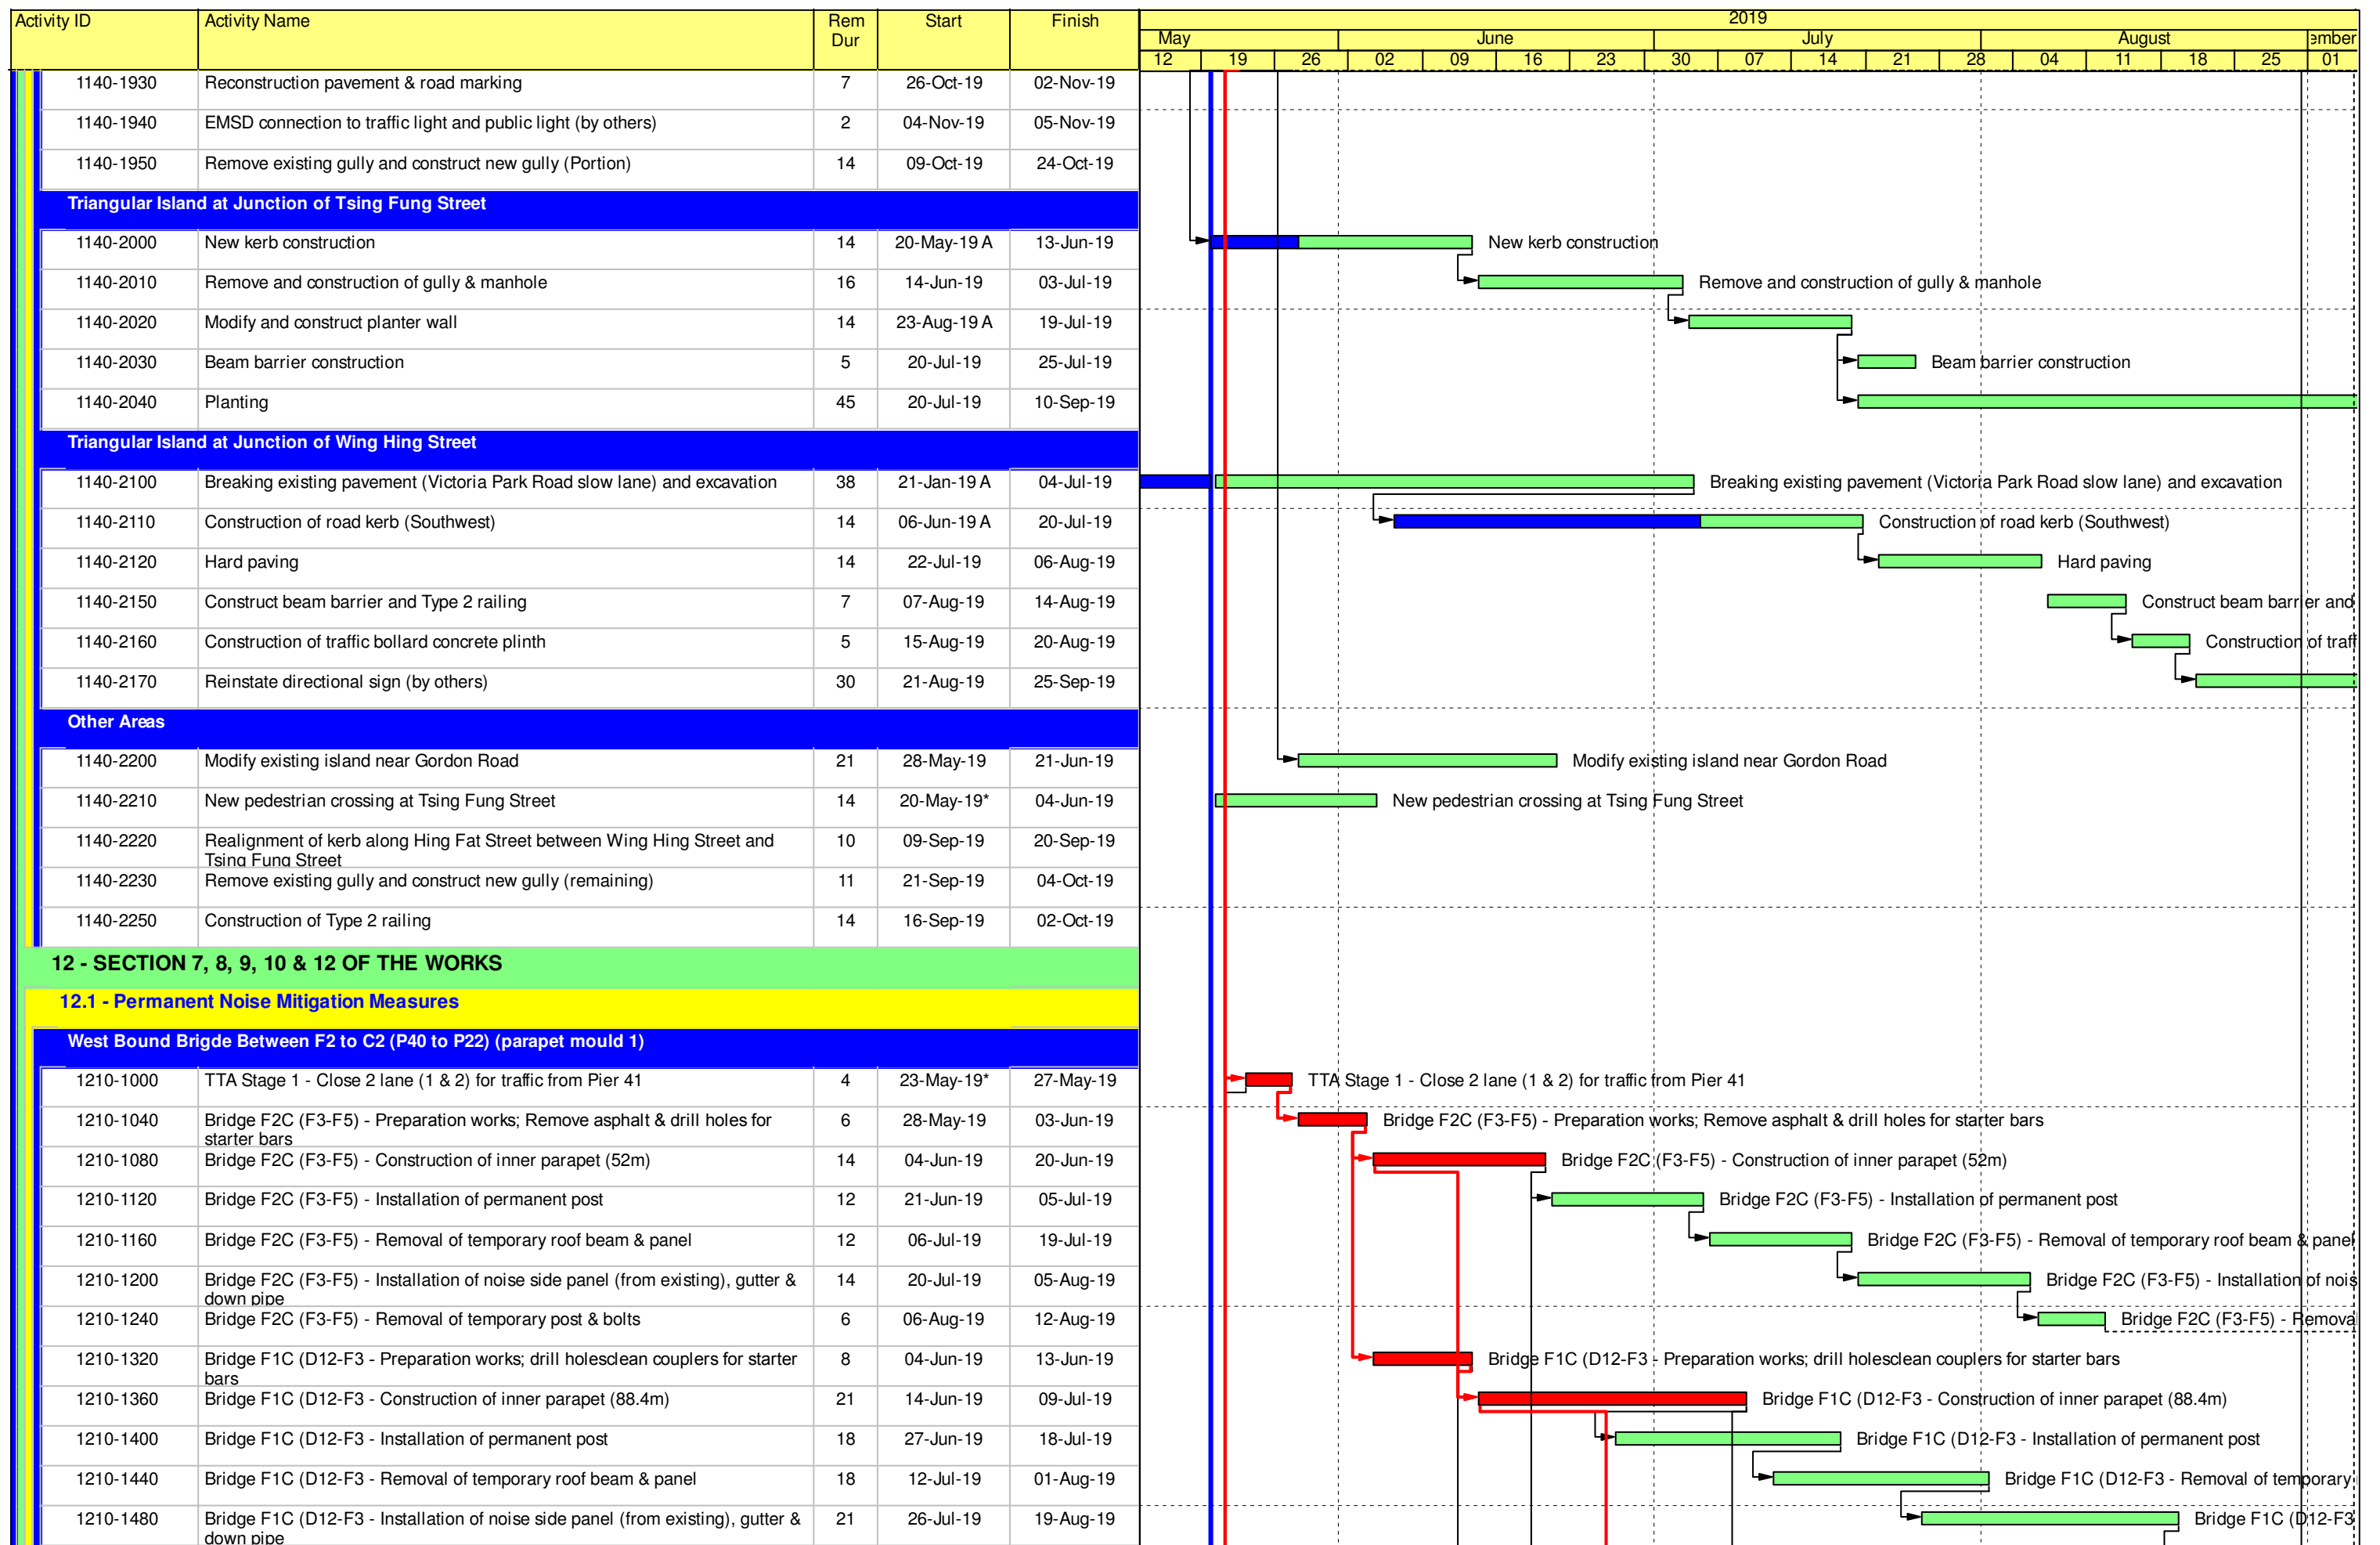 Activity ID Activity Name Rem Dur Start Finish 2019
May June July August ember
12 19 26 02 09 16 23 30 07 14 21 28 04 11 18 25 01
1140-1930 Reconstruction pavement & road marking 7 26-Oct-19 02-Nov-19
1140-1940 EMSD connection to traffic light and public light (by others) 2 04-Nov-19 05-Nov-19
1140-1950 Remove existing gully and construct new gully (Portion) 14 09-Oct-19 24-Oct-19
Triangular Island at Junction of Tsing Fung Street
1140-2000 New kerb construction 14 20-May-19 A 13-Jun-19 New kerb construction
1140-2010 Remove and construction of gully & manhole 16 14-Jun-19 03-Jul-19 Remove and construction of gully & manhole
1140-2020 Modify and construct planter wall 14 23-Aug-19 A 19-Jul-19
1140-2030 Beam barrier construction 5 20-Jul-19 25-Jul-19 Beam barrier construction
1140-2040 Planting 45 20-Jul-19 10-Sep-19
Triangular Island at Junction of Wing Hing Street
1140-2100 Breaking existing pavement (Victoria Park Road slow lane) and excavation 38 21-Jan-19 A 04-Jul-19 Breaking existing pavement (Victoria Park Road slow lane) and excavation
1140-2110 Construction of road kerb (Southwest) 14 06-Jun-19 A 20-Jul-19 Construction of road kerb (Southwest)
1140-2120 Hard paving 14 22-Jul-19 06-Aug-19 Hard paving
1140-2150 Construct beam barrier and Type 2 railing 7 07-Aug-19 14-Aug-19 Construct beam barrier and
1140-2160 Construction of traffic bollard concrete plinth 5 15-Aug-19 20-Aug-19 Construction of traff
1140-2170 Reinstate directional sign (by others) 30 21-Aug-19 25-Sep-19
Other Areas
1140-2200 Modify existing island near Gordon Road 21 28-May-19 21-Jun-19 Modify existing island near Gordon Road
1140-2210 New pedestrian crossing at Tsing Fung Street 14 20-May-19* 04-Jun-19 New pedestrian crossing at Tsing Fung Street
1140-2220 Realignment of kerb along Hing Fat Street between Wing Hing Street and 10 09-Sep-19 20-Sep-19
Tsing Fung Street
1140-2230 Remove existing gully and construct new gully (remaining) 11 21-Sep-19 04-Oct-19
1140-2250 Construction of Type 2 railing 14 16-Sep-19 02-Oct-19
12 - SECTION 7, 8, 9, 10 & 12 OF THE WORKS
12.1 - Permanent Noise Mitigation Measures
West Bound Brigde Between F2 to C2 (P40 to P22) (parapet mould 1)
1210-1000 TTA Stage 1 - Close 2 lane (1 & 2) for traffic from Pier 41 4 23-May-19* 27-May-19 TTA Stage 1 - Close 2 lane (1 & 2) for traffic from Pier 41
1210-1040 Bridge F2C (F3-F5) - Preparation works; Remove asphalt & drill holes for 6 28-May-19 03-Jun-19 Bridge F2C (F3-F5) - Preparation works; Remove asphalt & drill holes for starter bars
starter bars
1210-1080 Bridge F2C (F3-F5) - Construction of inner parapet (52m) 14 04-Jun-19 20-Jun-19 Bridge F2C (F3-F5) - Construction of inner parapet (52m)
1210-1120 Bridge F2C (F3-F5) - Installation of permanent post 12 21-Jun-19 05-Jul-19 Bridge F2C (F3-F5) - Installation of permanent post
1210-1160 Bridge F2C (F3-F5) - Removal of temporary roof beam & panel 12 06-Jul-19 19-Jul-19 Bridge F2C (F3-F5) - Removal of temporary roof beam & panel
1210-1200 Bridge F2C (F3-F5) - Installation of noise side panel (from existing), gutter & 14 20-Jul-19 05-Aug-19 Bridge F2C (F3-F5) - Installation of nois
down pipe
1210-1240 Bridge F2C (F3-F5) - Removal of temporary post & bolts 6 06-Aug-19 12-Aug-19 Bridge F2C (F3-F5) - Remova
1210-1320 Bridge F1C (D12-F3 - Preparation works; drill holesclean couplers for starter 8 04-Jun-19 13-Jun-19 Bridge F1C (D12-F3 - Preparation works; drill holesclean couplers for starter bars
bars
1210-1360 Bridge F1C (D12-F3 - Construction of inner parapet (88.4m) 21 14-Jun-19 09-Jul-19 Bridge F1C (D12-F3 - Construction of inner parapet (88.4m)
1210-1400 Bridge F1C (D12-F3 - Installation of permanent post 18 27-Jun-19 18-Jul-19 Bridge F1C (D12-F3 - Installation of permanent post
1210-1440 Bridge F1C (D12-F3 - Removal of temporary roof beam & panel 18 12-Jul-19 01-Aug-19 Bridge F1C (D12-F3 - Removal of temporary
1210-1480 Bridge F1C (D12-F3 - Installation of noise side panel (from existing), gutter & 21 26-Jul-19 19-Aug-19 Bridge F1C (D12-F3
down pipe